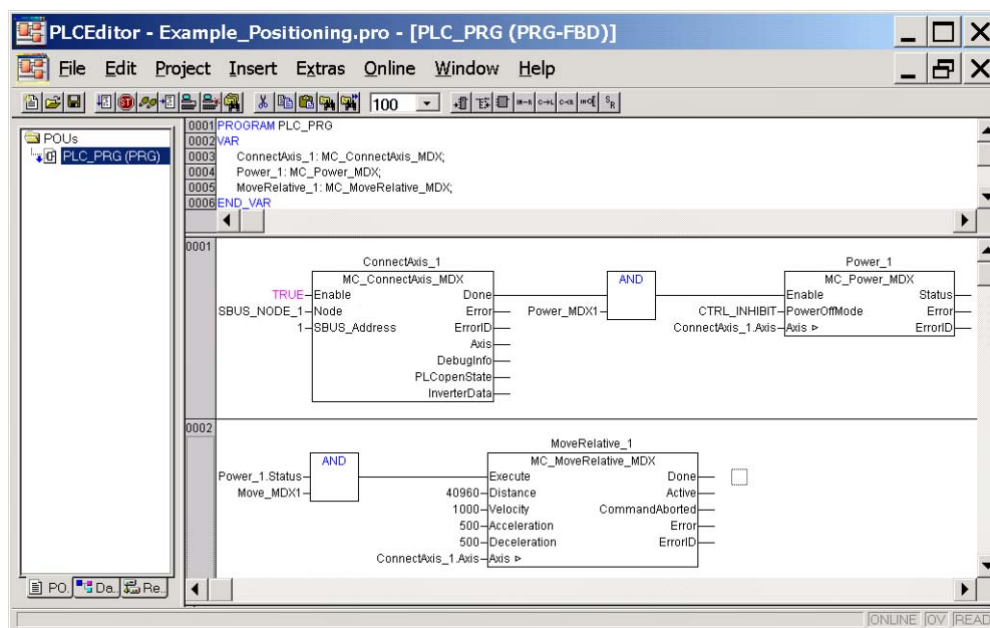 PLCEditor - Example_Positioning.pro - [PLC_PRG (PRG-FBD)]
File Edit Project Insert Extras Online Window Help
100
POUs
PLC_PRG (PRG)
0001 PROGRAM PLC_PRG
0002 VAR
0003 ConnectAxis_1: MC_ConnectAxis_MDX;
0004 Power_1: MC_Power_MDX;
0005 MoveRelative_1: MC_MoveRelative_MDX;
0006 END_VAR
0001
ConnectAxis_1 Power_1
MC_ConnectAxis_MDX AND MC_Power_MDX
TRUE Enable Done Enable Status
SBUS_NODE_1 Node Error Power_MDX1 CTRL_INHIBIT PowerOffMode Error
1 SBUS_Address ErrorID ConnectAxis_1.Axis Axis ErrorID
Axis
DebugInfo
PLCopenState
InverterData
0002
MoveRelative_1
AND MC_MoveRelative_MDX
Power_1.Status Execute Done
Move_MDX1 40960 Distance Active
1000 Velocity CommandAborted
500 Acceleration Error
500 Deceleration ErrorID
ConnectAxis_1.Axis Axis
PO. Da. Re.
ONLINE OV READ